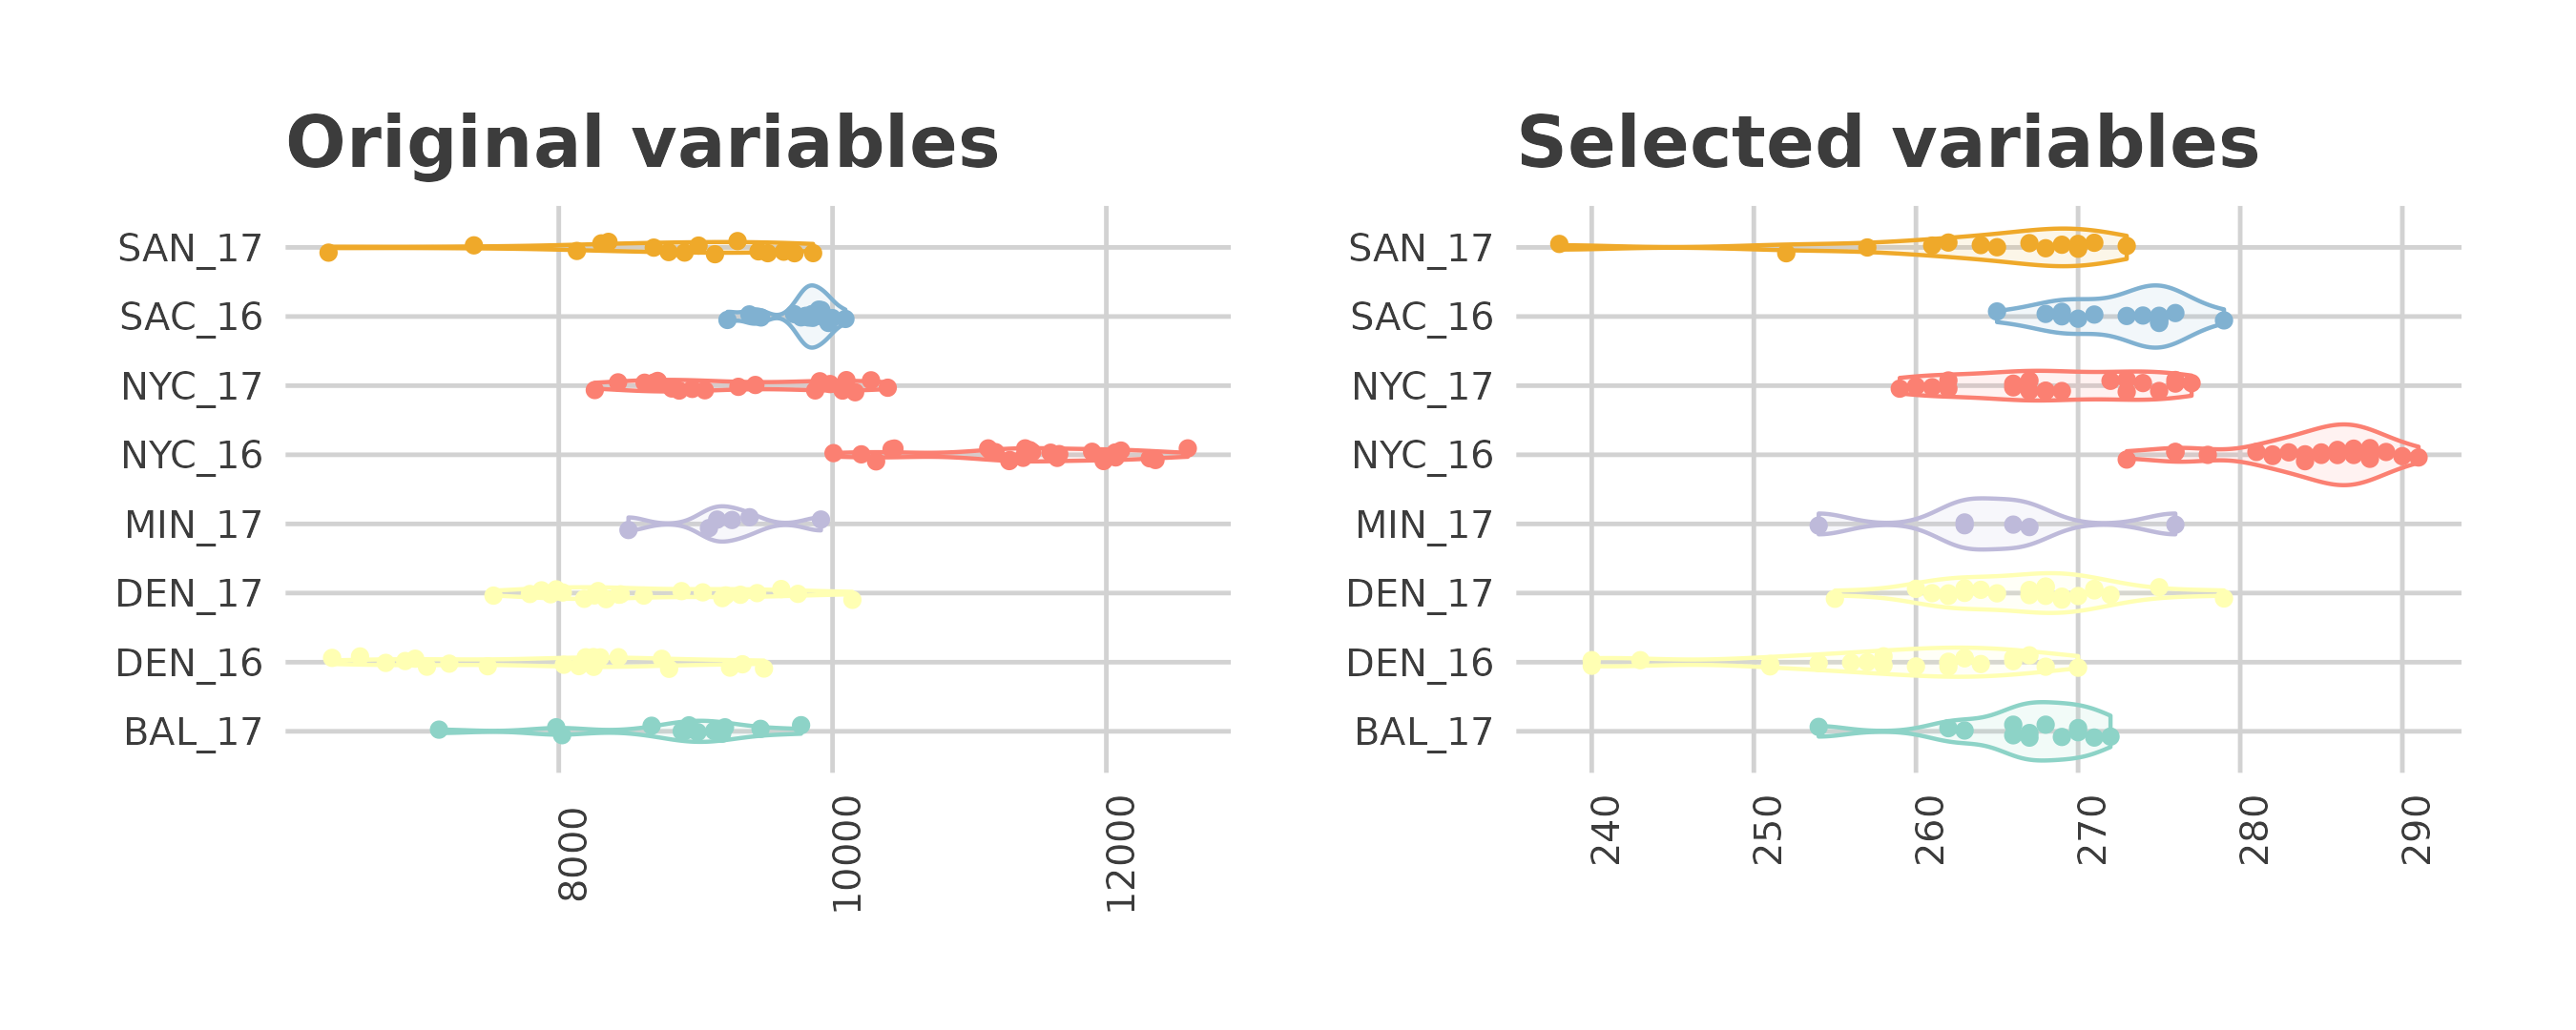 Original variables
SAN_17
SAC_16
NYC_17
NYC_16
MIN_17
DEN_17
DEN_16
BAL_17
8000
10000
12000
Selected variables
SAN_17
SAC_16
NYC_17
NYC_16
MIN_17
DEN_17
DEN_16
BAL_17
240
250
260
270
280
290